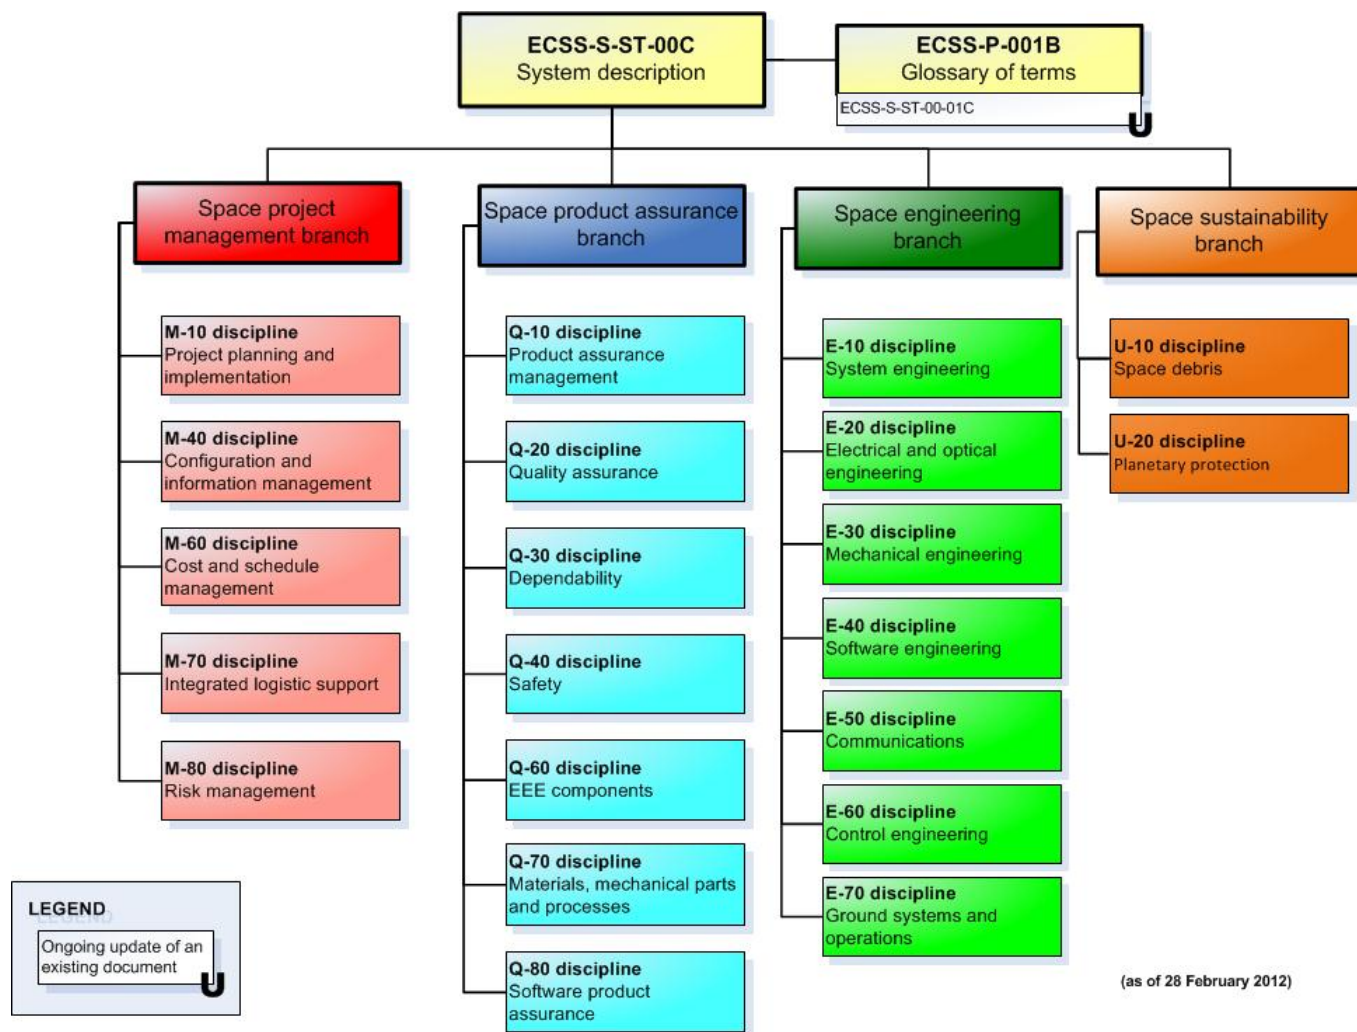 ECSS-S-ST-00C
System description
ECSS-P-001B
Glossary of terms
ECSS-S-ST-00-01C
U
Space project
management branch
M-10 discipline
Project planning and
implementation
M-40 discipline
Configuration and
information management
M-60 discipline
Cost and schedule
management
M-70 discipline
Integrated logistic support
M-80 discipline
Risk management
Space product assurance
branch
Q-10 discipline
Product assurance
management
Q-20 discipline
Quality assurance
Q-30 discipline
Dependability
Q-40 discipline
Safety
Q-60 discipline
EEE components
Q-70 discipline
Materials, mechanical parts
and processes
Q-80 discipline
Software product
assurance
Space engineering
branch
E-10 discipline
System engineering
E-20 discipline
Electrical and optical
engineering
E-30 discipline
Mechanical engineering
E-40 discipline
Software engineering
E-50 discipline
Communications
E-60 discipline
Control engineering
E-70 discipline
Ground systems and
operations
Space sustainability
branch
U-10 discipline
Space debris
U-20 discipline
Planetary protection
LEGEND
Ongoing update of an
existing document
U
(as of 28 February 2012)